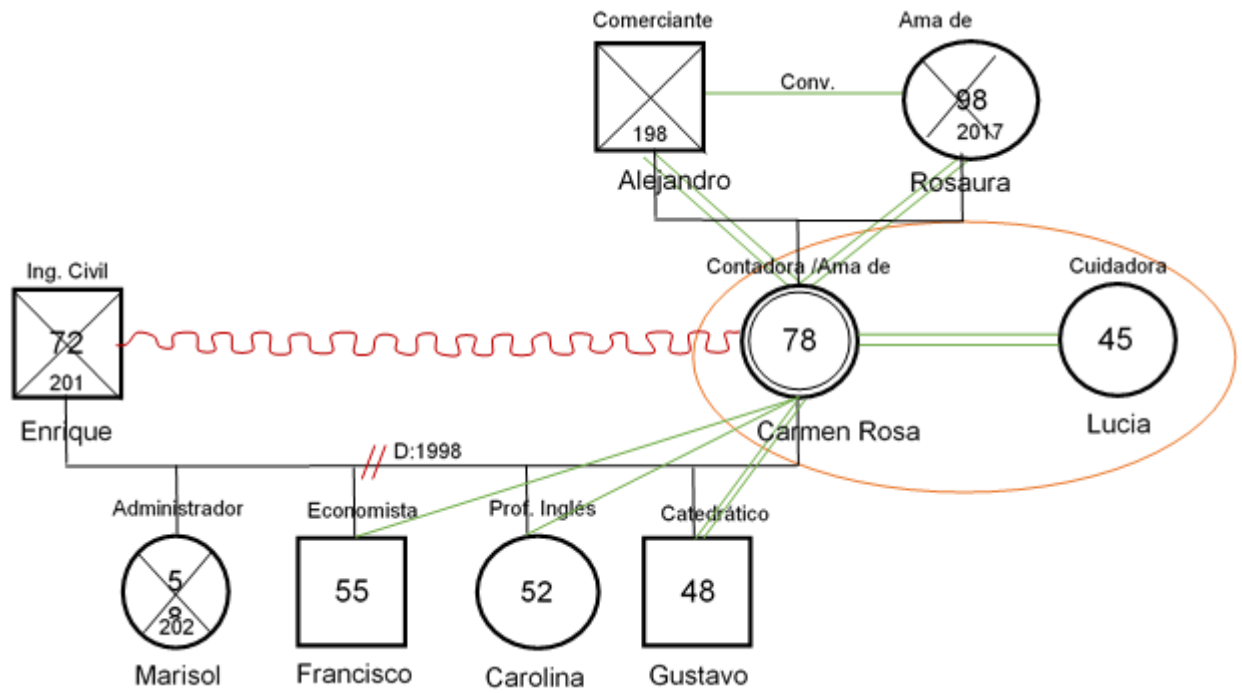 Comerciante
Ama de
Conv.
98
198
2017
Alejandro
Rosaura
Ing. Civil
Contadora /Ama de
Cuidadora
72
78
45
201
Enrique
Carmen Rosa
Lucia
D:1998
Administrador
Economista
Prof. Inglés
Catedrático
5
8
202
55
52
48
Marisol
Francisco
Carolina
Gustavo